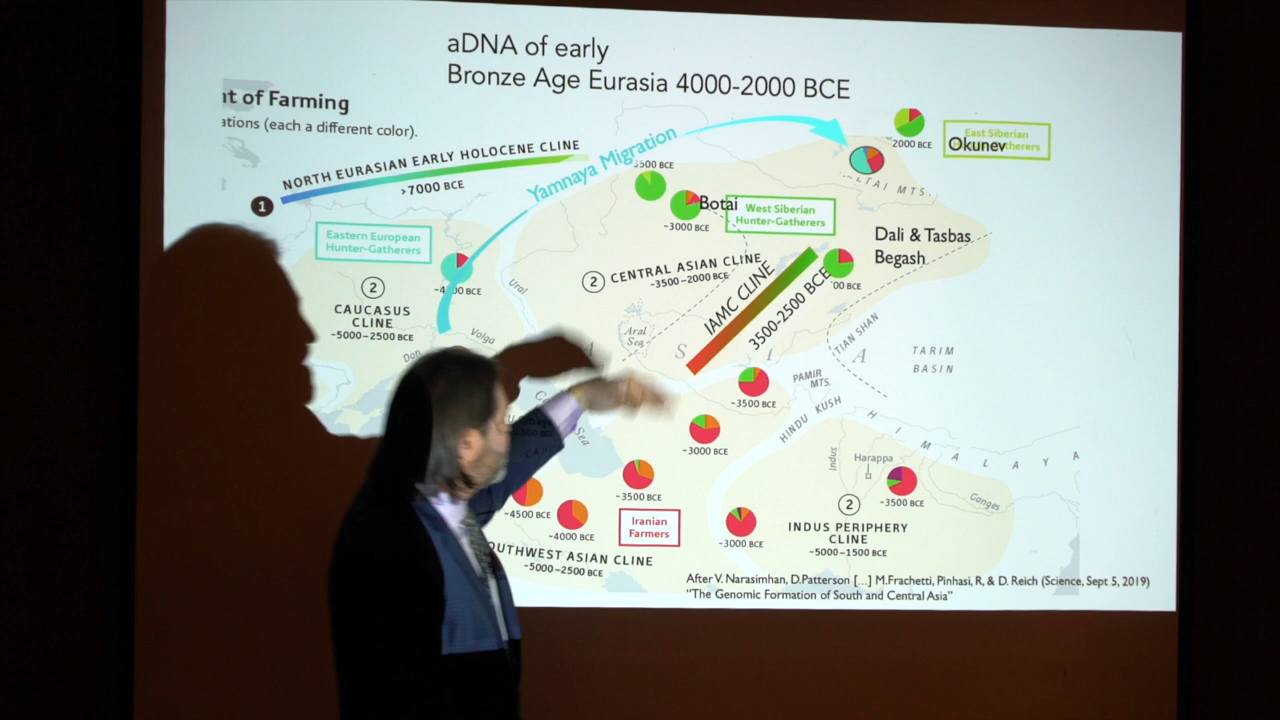 aDNA of early
Bronze Age Eurasia 4000-2000 BCE
nt of Farming
ations (each a different color).
NORTH EURASIAN EARLY HOLOCENE CLINE
>7000 BCE
1
Yamnaya Migration
2000 BCE
East Siberian
Okunev
TAI MTS.
3500 BCE
Botai
~3000 BCE
West Siberian
Hunter-Gatherers
Eastern European
Hunter-Gatherers
Dali & Tasbas
Begash
2
CENTRAL ASIAN CLINE
~3500–2000 BCE
IAMC CLINE
3500-2500 BCE
00 BCE
2
CAUCASUS
CLINE
~5000–2500 BCE
Ural
Volga
Don
Aral
Sea
S
I
A
TIAN SHAN
TARIM
BASIN
PAMIR
MTS.
HINDU KUSH
HIMALAYA
~3500 BCE
~3000 BCE
Sea
~3500 BCE
~4500 BCE
~4000 BCE
Iranian
Farmers
~3000 BCE
Indus
Harappa
~3500 BCE
Ganges
2
INDUS PERIPHERY
CLINE
~5000–1500 BCE
OUTHWEST ASIAN CLINE
~5000–2500 BCE
After V. Narasimhan, D.Patterson [...] M.Frachetti, Pinhasi, R, & D. Reich (Science, Sept 5, 2019)
"The Genomic Formation of South and Central Asia"